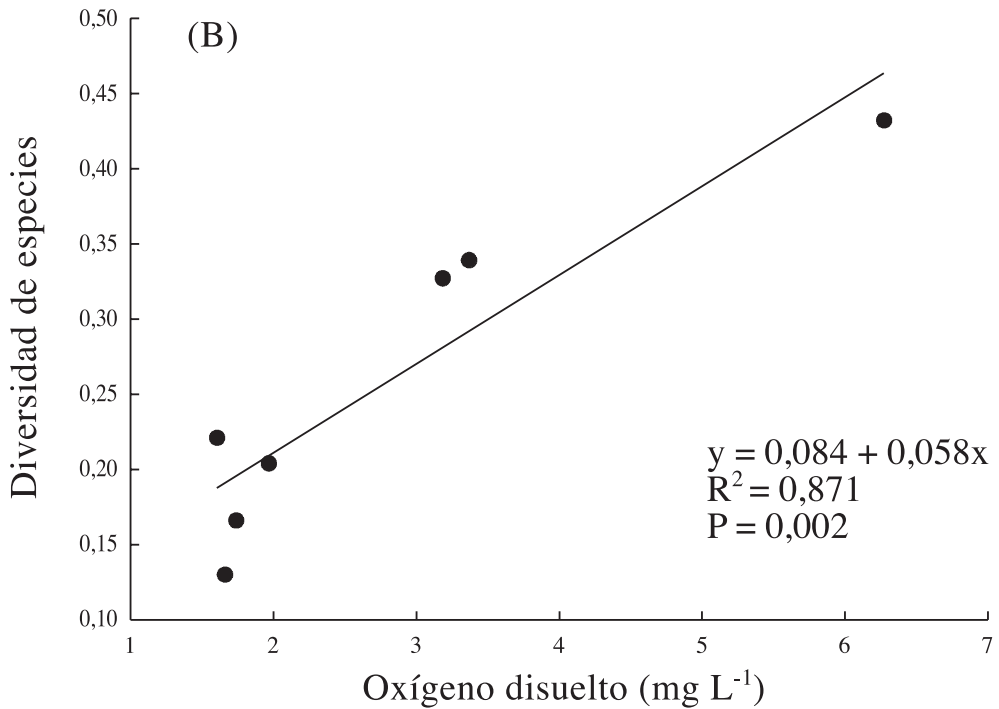 (B)
0,50
0,45
0,40
0,35
0,30
0,25
0,20
0,15
0,10
Diversidad de especies
y = 0,084 + 0,058x
R² = 0,871
P = 0,002
1 2 3 4 5 6 7
Oxígeno disuelto (mg L⁻¹)